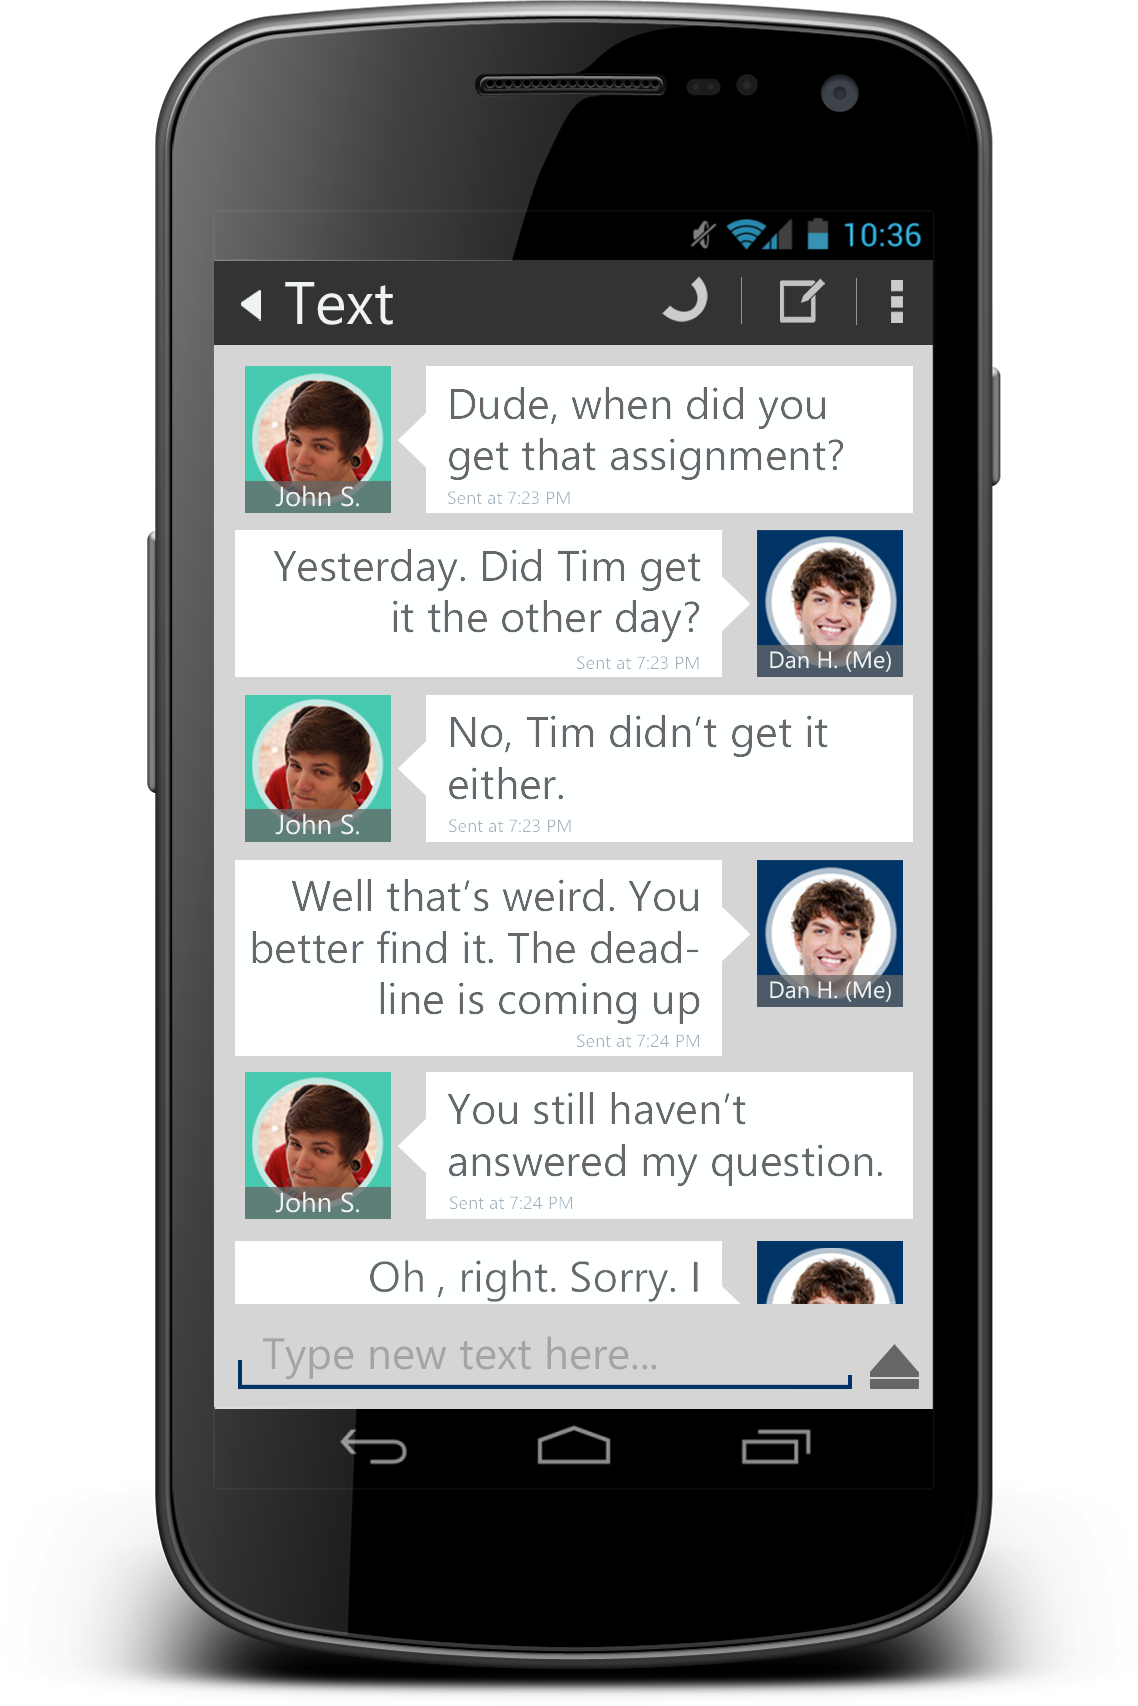 10:36
Text
Dude, when did you
get that assignment?
Sent at 7:23 PM
John S.
Yesterday. Did Tim get
it the other day?
Sent at 7:23 PM
Dan H. (Me)
No, Tim didn’t get it
either.
Sent at 7:23 PM
John S.
Well that’s weird. You
better find it. The dead-
line is coming up
Sent at 7:24 PM
Dan H. (Me)
You still haven’t
answered my question.
Sent at 7:24 PM
John S.
Oh , right. Sorry. I
Type new text here...